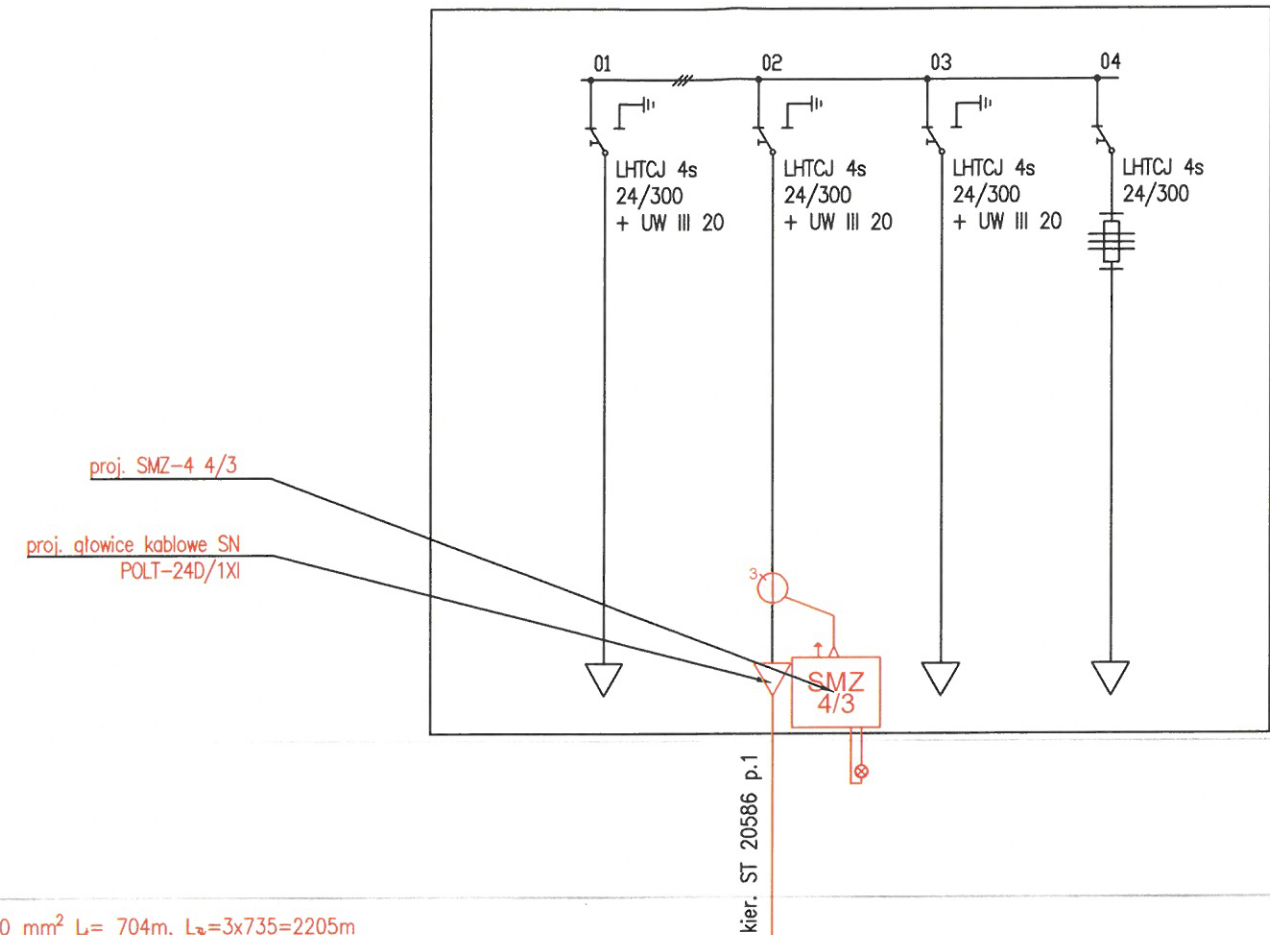 01
02
03
04
LHTCJ 4s
24/300
+ UW III 20
LHTCJ 4s
24/300
+ UW III 20
LHTCJ 4s
24/300
+ UW III 20
LHTCJ 4s
24/300
proj. SMZ-4 4/3
proj. głowice kablowe SN
POLT-24D/1XI
3
SMZ
4/3
kier. ST 20586 p.1
0 mm² Lt= 704m, =3x735=2205m